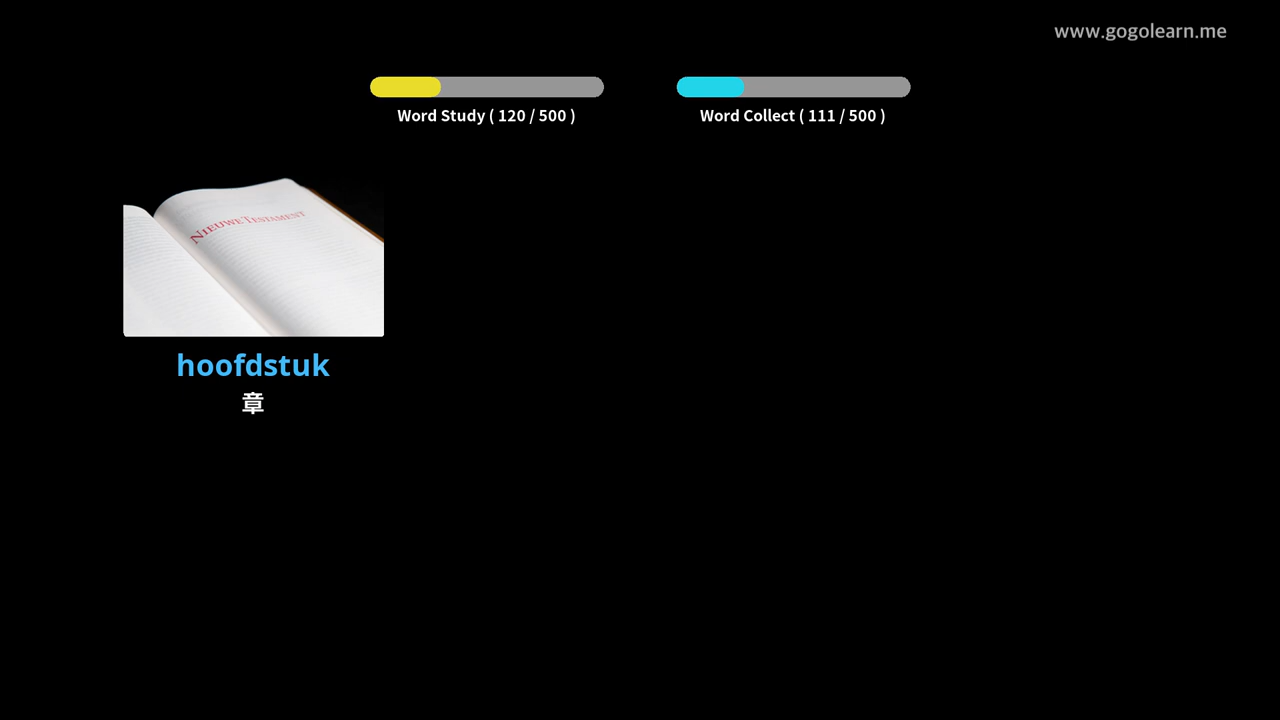 www.gogolearn.me
Word Study ( 120 / 500 )
Word Collect ( 111 / 500 )
NIEUWE TESTAMENT
hoofdstuk
章